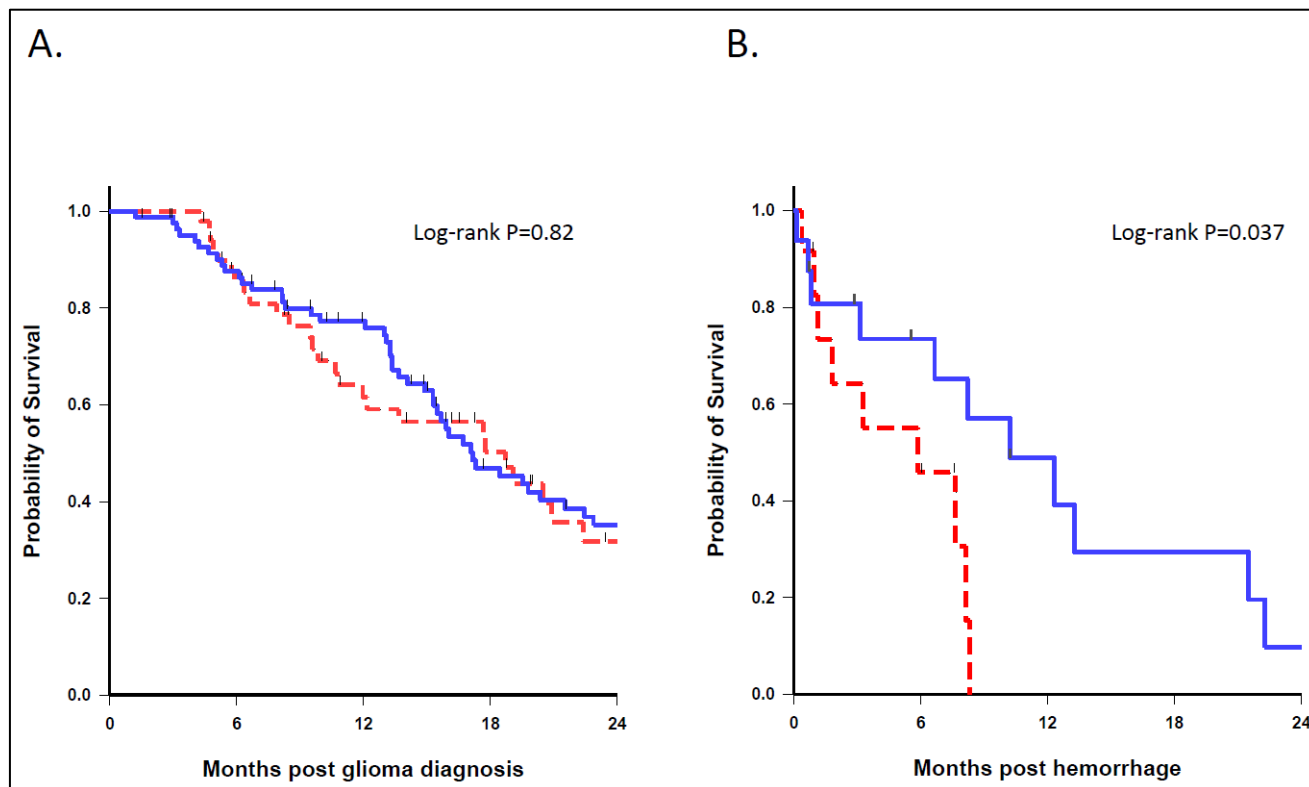 A.
B.
Log-rank P=0.82
Log-rank P=0.037
Probability of Survival
1.0
0.8
0.6
0.4
0.2
0.0
0 6 12 18 24
Months post glioma diagnosis
Probability of Survival
1.0
0.8
0.6
0.4
0.2
0.0
0 6 12 18 24
Months post hemorrhage